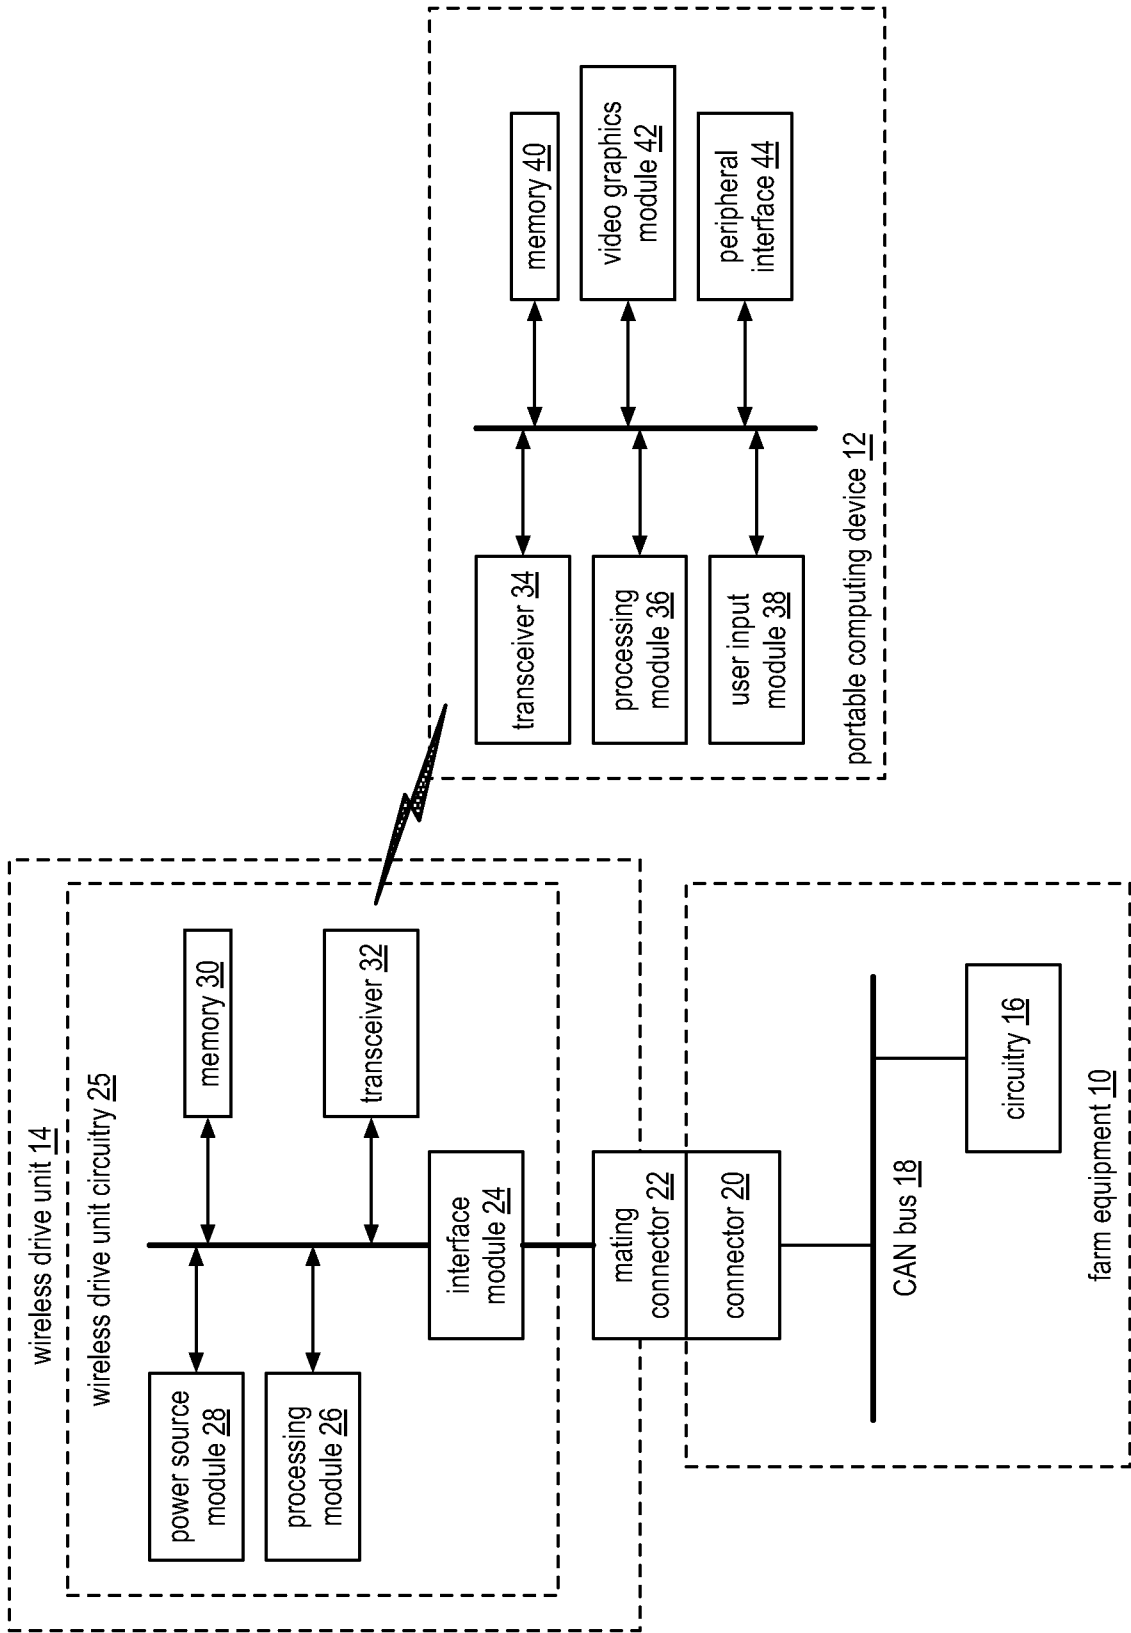 wireless drive unit 14
wireless drive unit circuitry 25
power source
module 28
memory 30
processing
module 26
transceiver 32
interface
module 24
mating
connector 22
connector 20
CAN bus 18
circuitry 16
farm equipment 10
transceiver 34
memory 40
processing
module 36
video graphics
module 42
user input
module 38
peripheral
interface 44
portable computing device 12